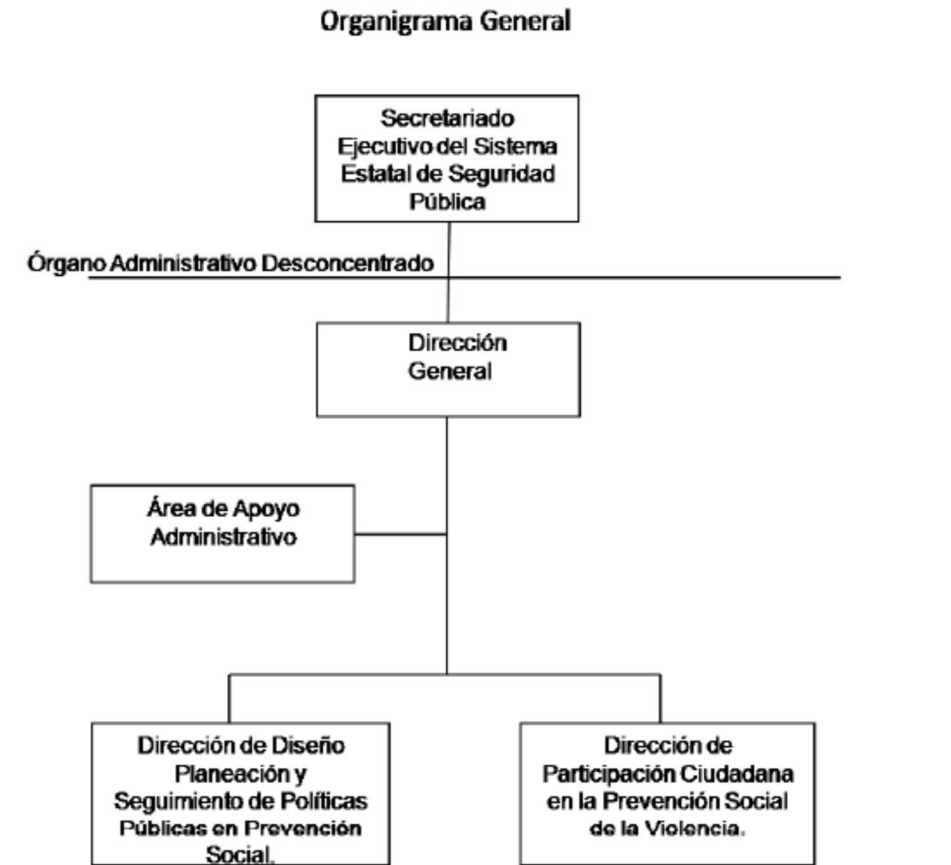 Organigrama General
Secretariado
Ejecutivo del Sistema
Estatal de Seguridad
Pública
Órgano Administrativo Desconcentrado
Dirección
General
Área de Apoyo
Administrativo
Dirección de Diseño
Planeación y
Seguimiento de Políticas
Públicas en Prevención
Social.
Dirección de
Participación Ciudadana
en la Prevención Social
de la Violencia.